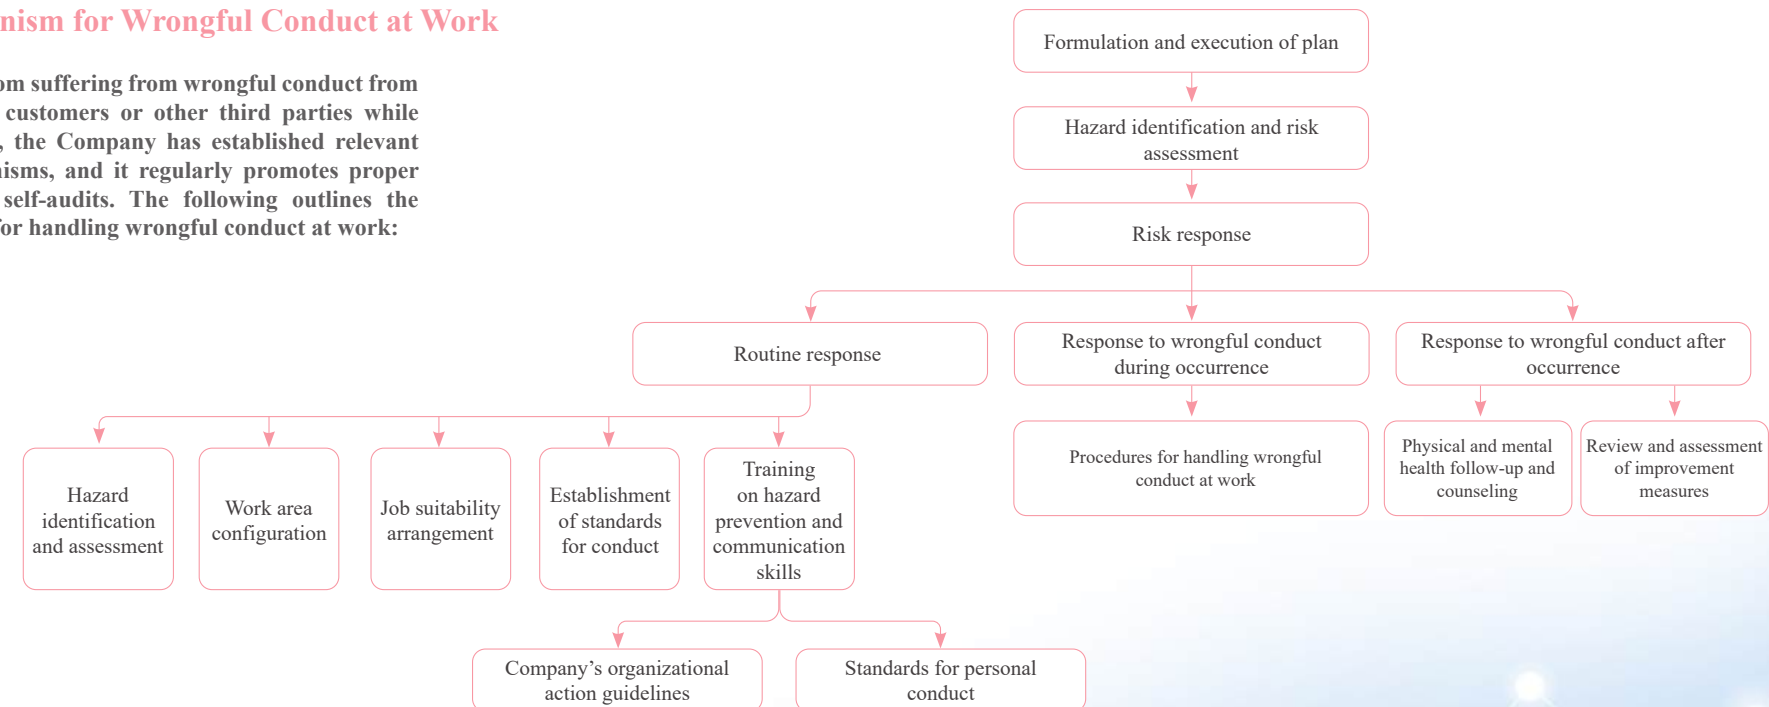 for Wrongful Conduct at Work
suffering from wrongful conduct from
customers or other third parties while
the Company has established relevant
and it regularly promotes proper
self-audits. The following outlines the
for handling wrongful conduct at work:
Formulation and execution of plan
Hazard identification and risk
assessment
Risk response
Routine response
Response to wrongful conduct
during occurrence
Response to wrongful conduct after
occurrence
Hazard
identification
and assessment
Work area
configuration
Job suitability
arrangement
Establishment
of standards
for conduct
Training
on hazard
prevention and
communication
skills
Procedures for handling wrongful
conduct at work
Physical and mental
health follow-up and
counseling
Review and assessment
of improvement
measures
Company’s organizational
action guidelines
Standards for personal
conduct